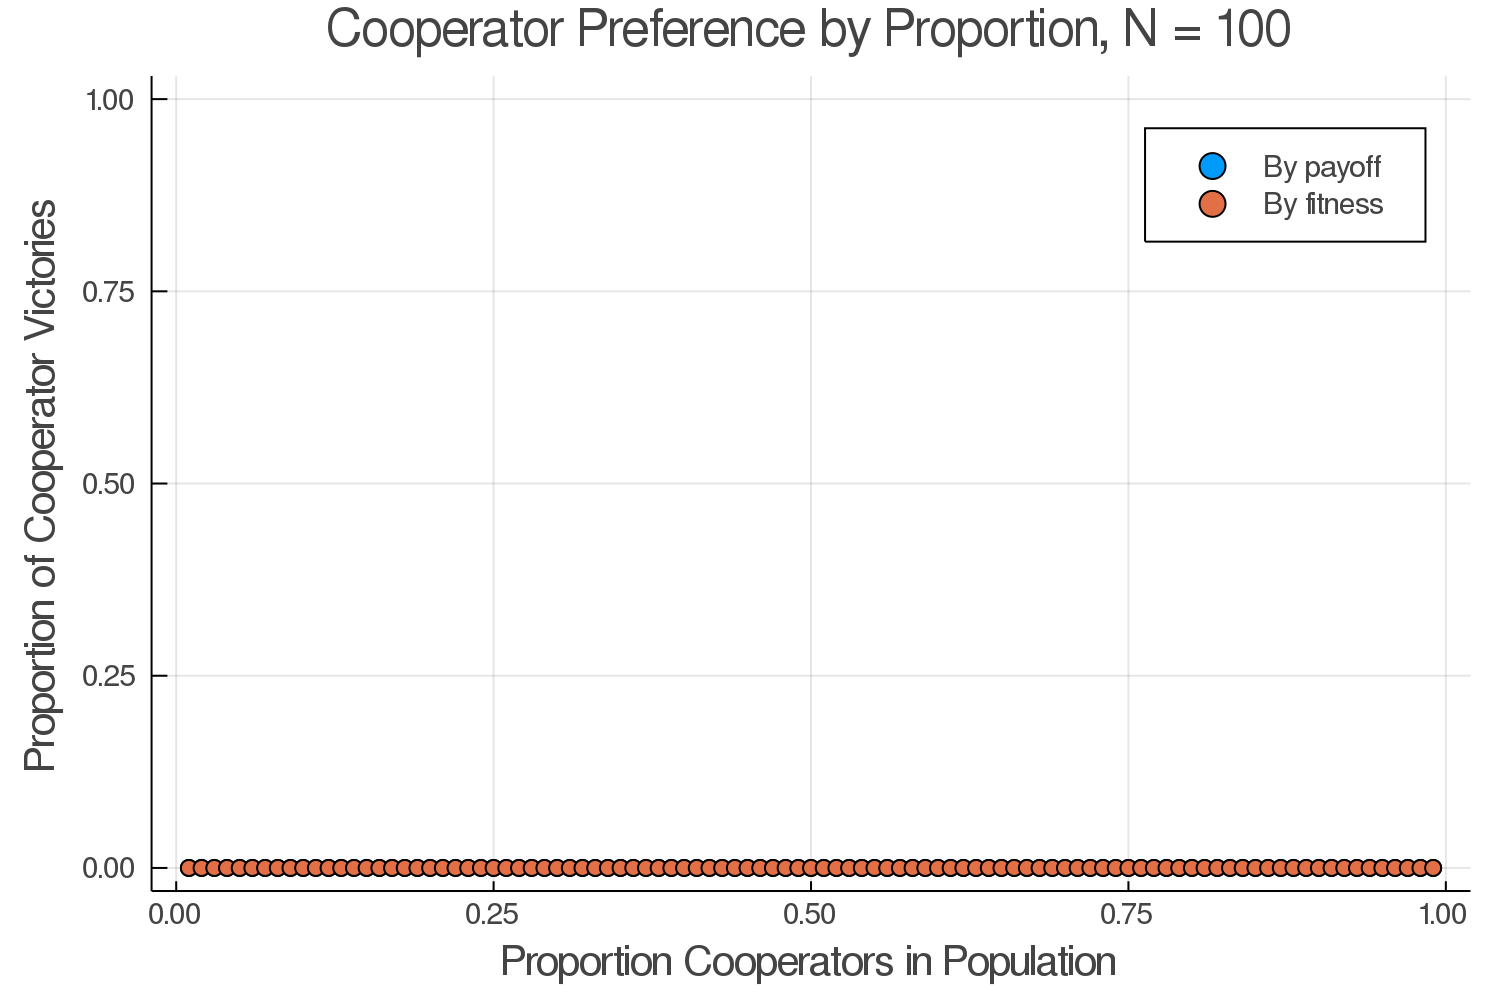 Cooperator Preference by Proportion, N = 100
1.00
By payoff
By fitness
0.75
Proportion of Cooperator Victories
0.50
0.25
0.00
0.00 0.25 0.50 0.75 1.00
Proportion Cooperators in Population